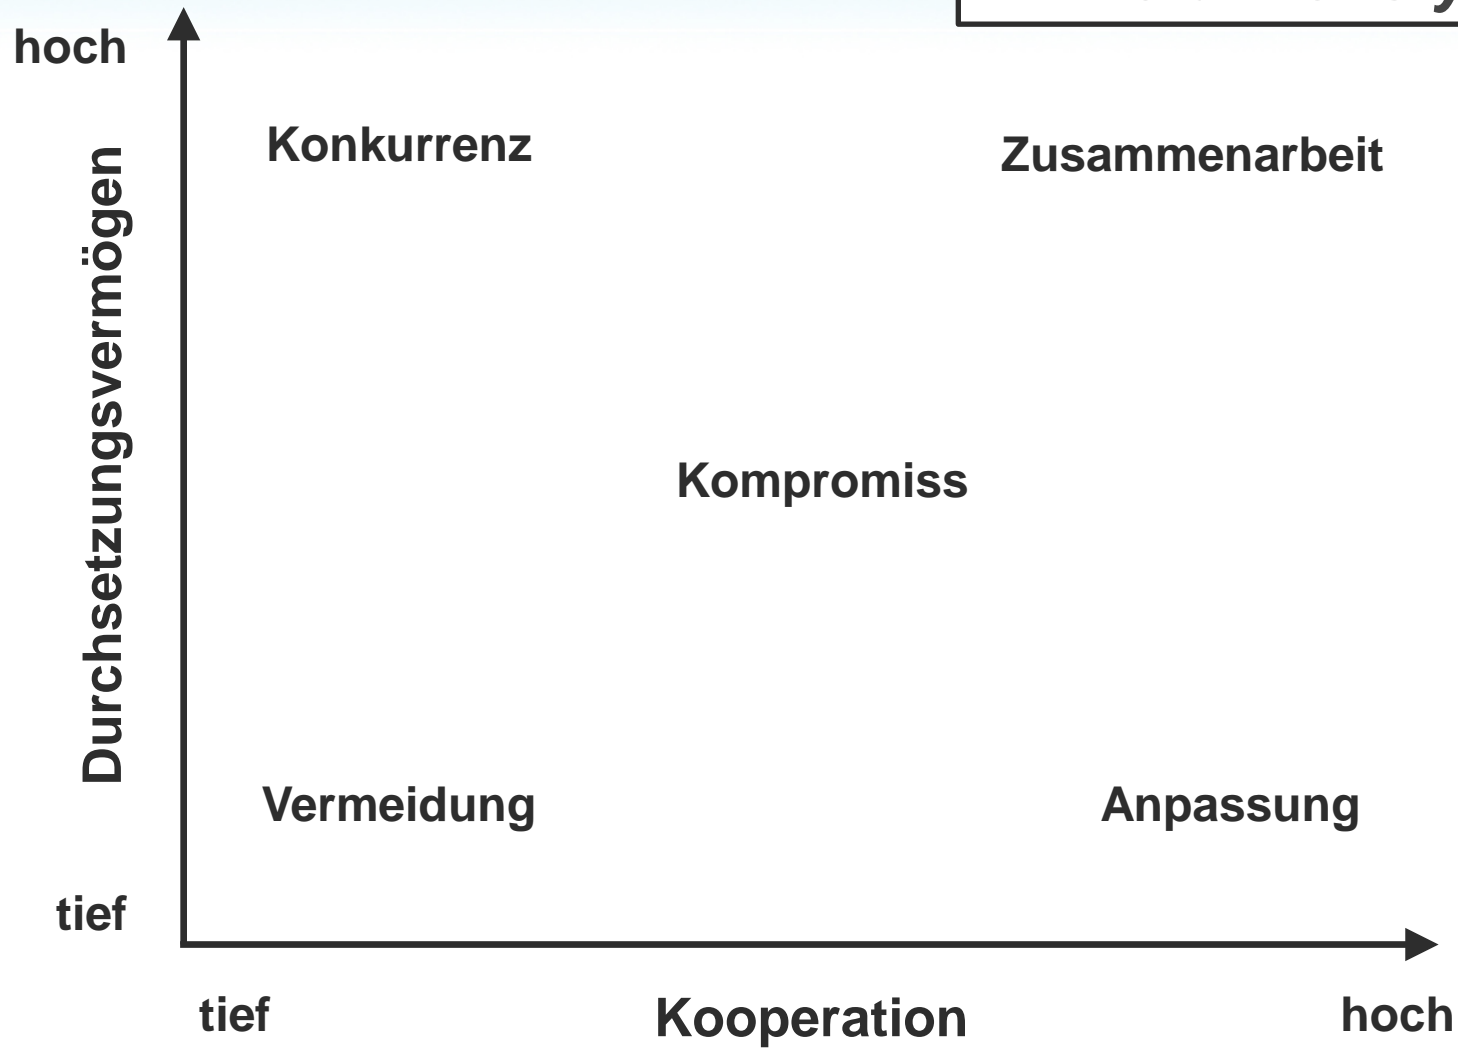 hoch
Konkurrenz
Zusammenarbeit
Durchsetzungsvermögen
Kompromiss
Vermeidung
Anpassung
tief
tief
Kooperation
hoch